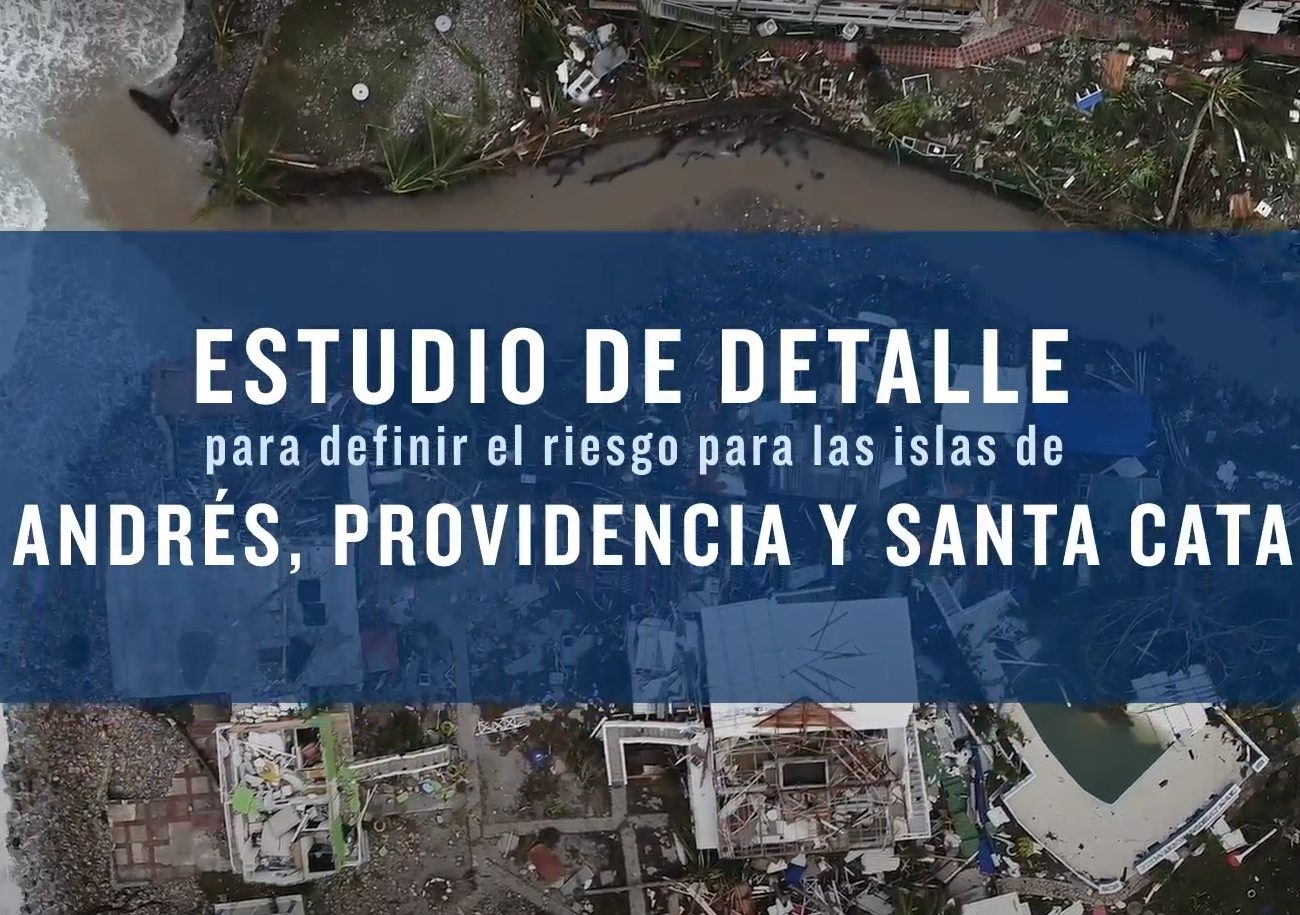 ESTUDIO DE DETALLE
para definir el riesgo para las islas de
ANDRÉS, PROVIDENCIA Y SANTA CATA